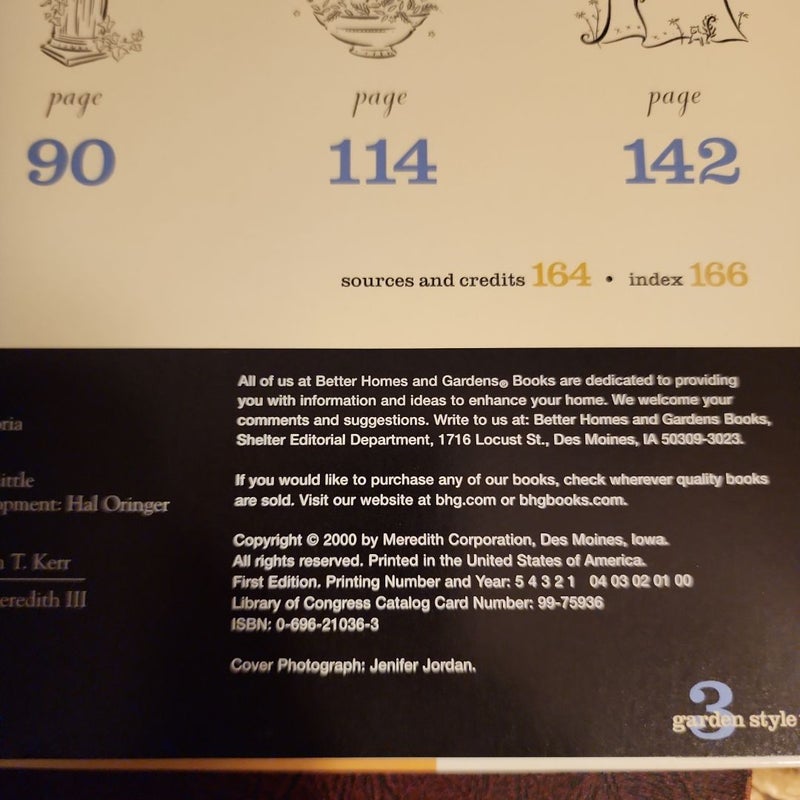 page page page
90 114 142
sources and credits 164 • index 166
ria
ittle
opment: Hal Oringer
T. Kerr
eredith III
All of us at Better Homes and Gardens® Books are dedicated to providing
you with information and ideas to enhance your home. We welcome your
comments and suggestions. Write to us at: Better Homes and Gardens Books,
Shelter Editorial Department, 1716 Locust St., Des Moines, IA 50309-3023.
If you would like to purchase any of our books, check wherever quality books
are sold. Visit our website at bhg.com or bhgbooks.com.
Copyright © 2000 by Meredith Corporation, Des Moines, Iowa.
All rights reserved. Printed in the United States of America.
First Edition. Printing Number and Year: 5 4 3 2 1 04 03 02 01 00
Library of Congress Catalog Card Number: 99-75936
ISBN: 0-696-21036-3
Cover Photograph: Jenifer Jordan.
3
garden style